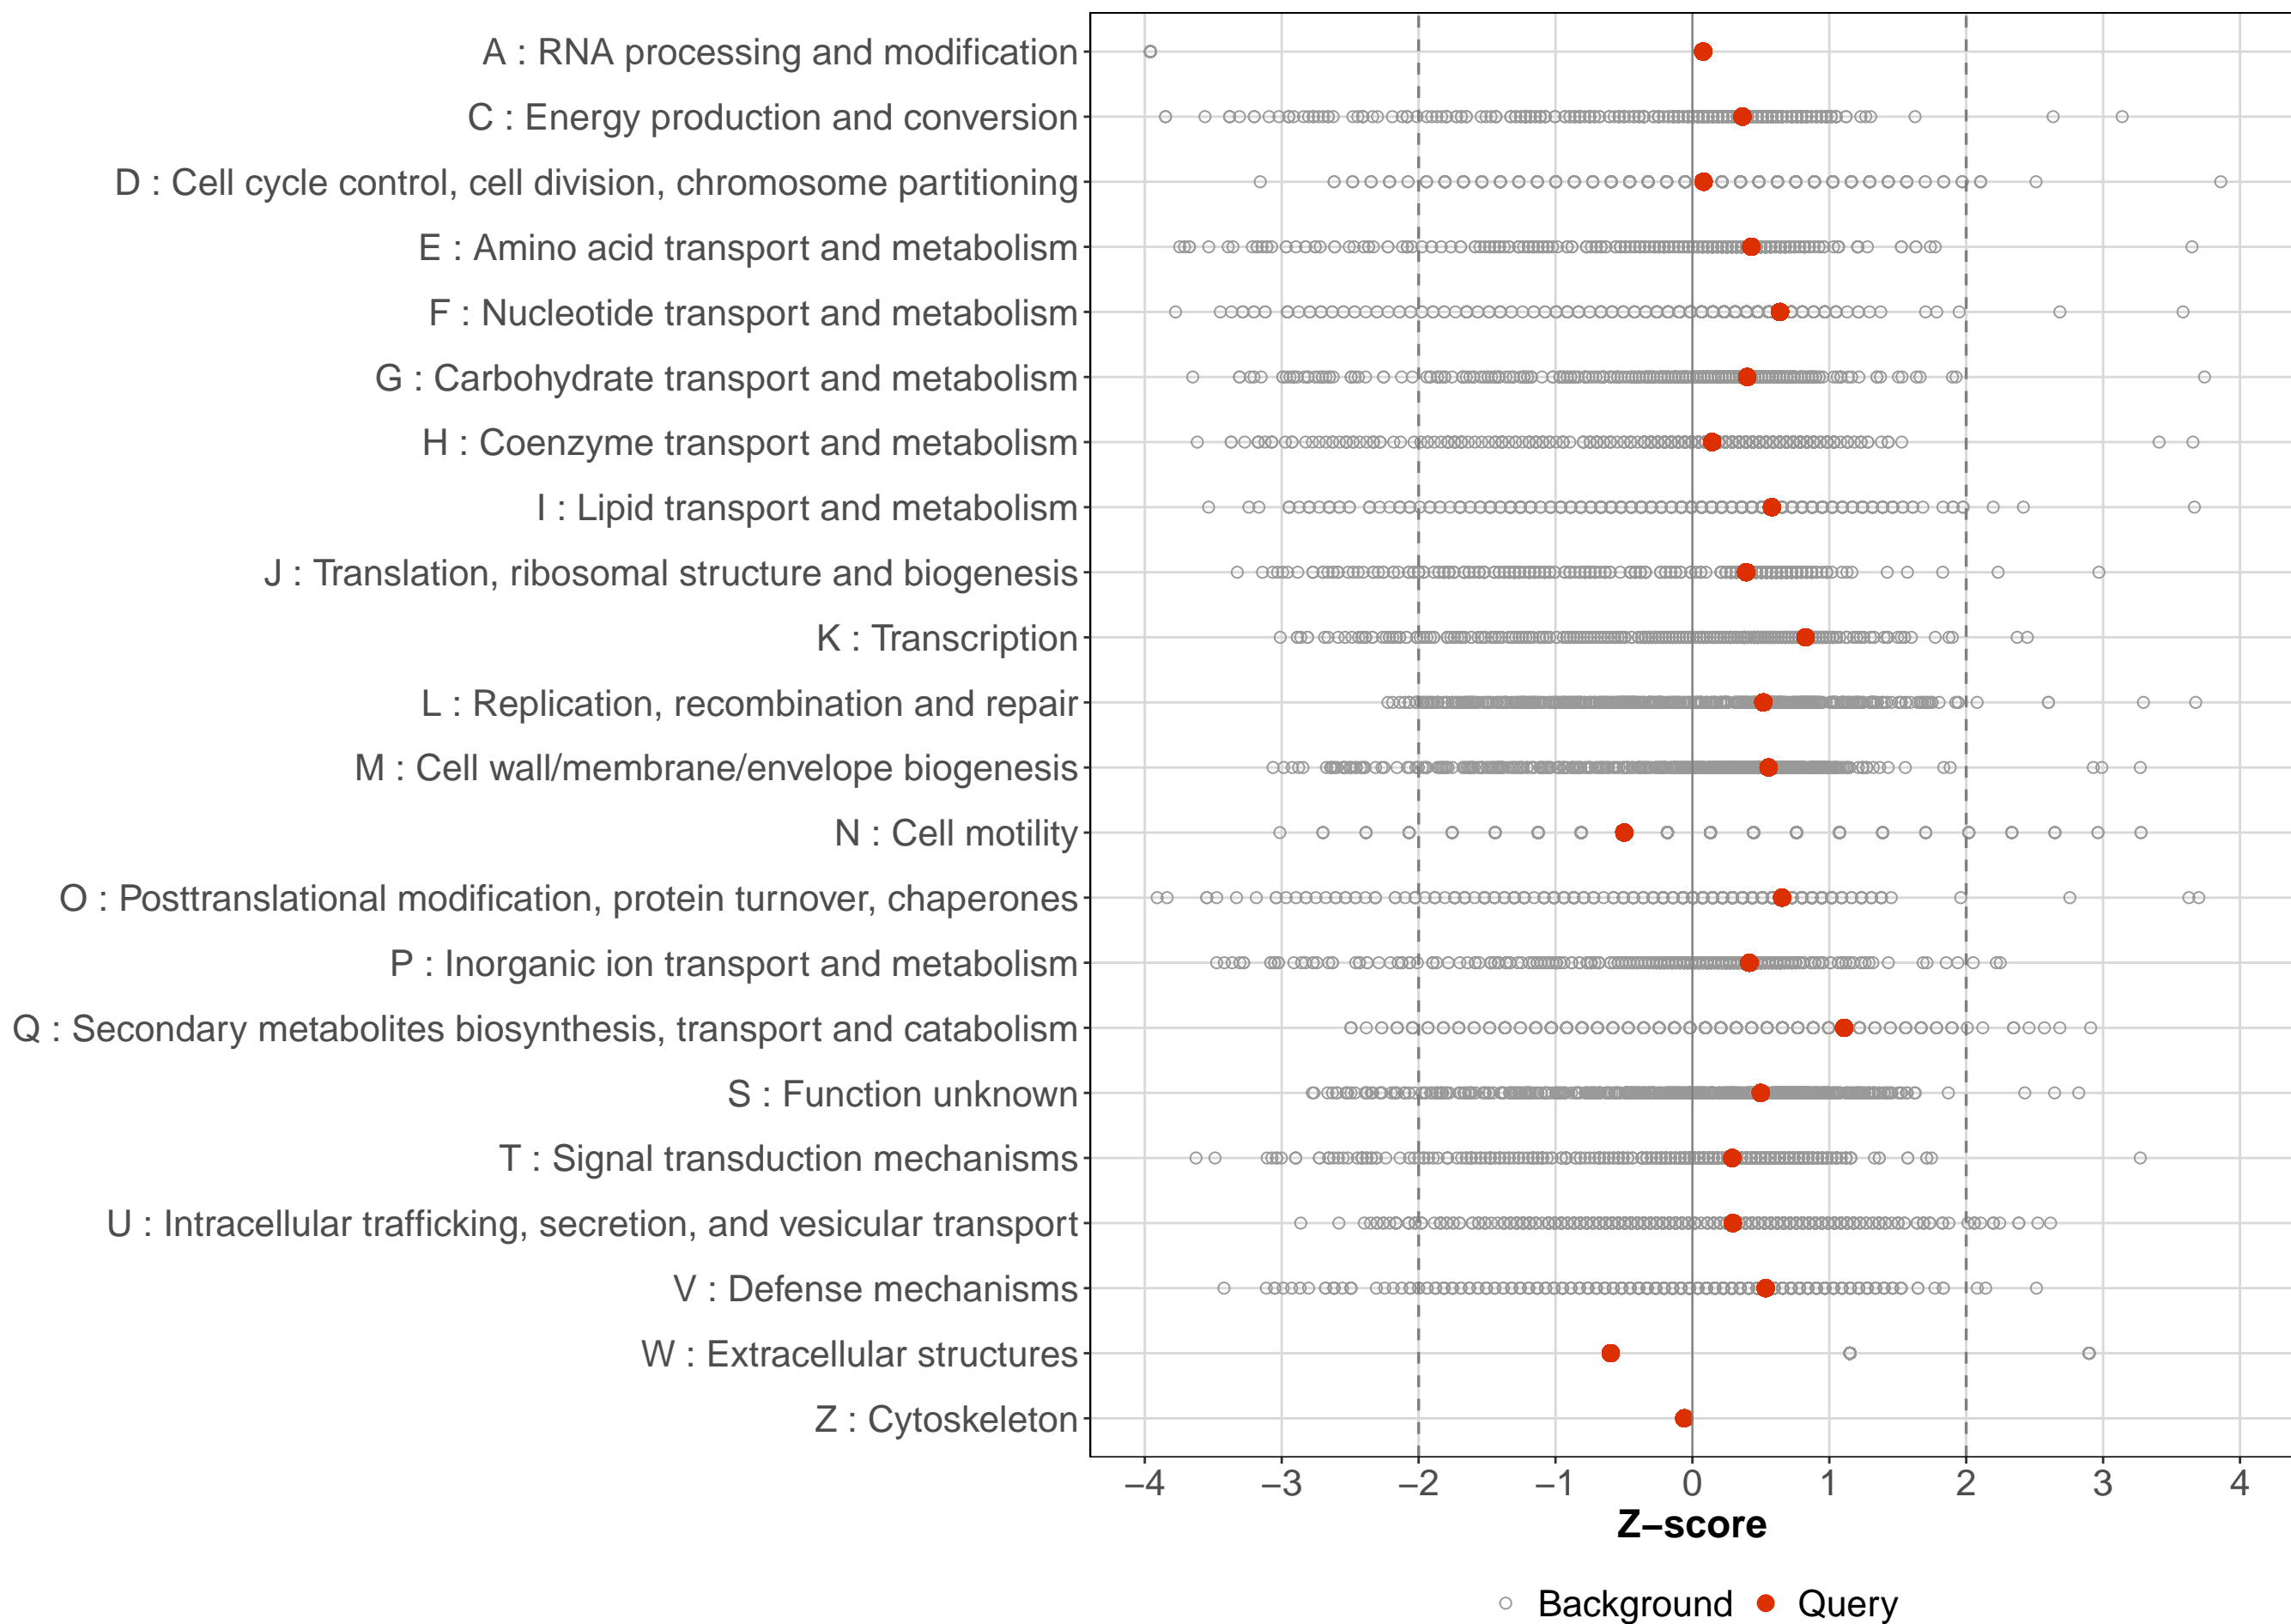 A : RNA processing and modification
C : Energy production and conversion
D : Cell cycle control, cell division, chromosome partitioning
E : Amino acid transport and metabolism
F : Nucleotide transport and metabolism
G : Carbohydrate transport and metabolism
H : Coenzyme transport and metabolism
I : Lipid transport and metabolism
J : Translation, ribosomal structure and biogenesis
K : Transcription
L : Replication, recombination and repair
M : Cell wall/membrane/envelope biogenesis
N : Cell motility
O : Posttranslational modification, protein turnover, chaperones
P : Inorganic ion transport and metabolism
Q : Secondary metabolites biosynthesis, transport and catabolism
S : Function unknown
T : Signal transduction mechanisms
U : Intracellular trafficking, secretion, and vesicular transport
V : Defense mechanisms
W : Extracellular structures
Z : Cytoskeleton
−4 −3 −2 −1 0 1 2 3 4
Z−score
Background Query